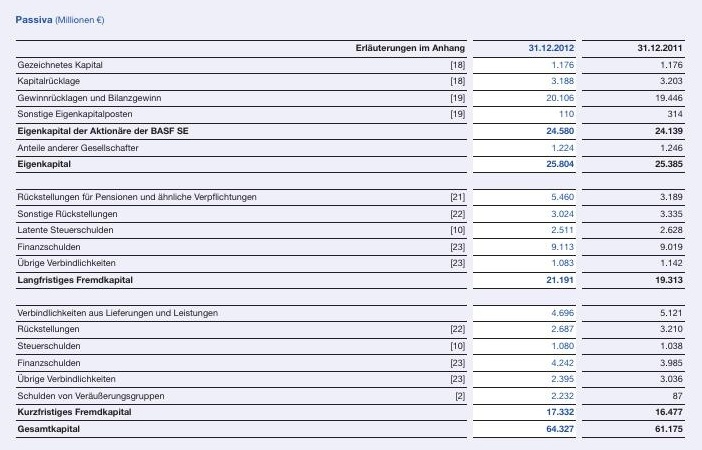 Passiva (Millionen €)
Erläuterungen im Anhang 31.12.2012 31.12.2011
Gezeichnetes Kapital [18] 1.176 1.176
Kapitalrücklage [18] 3.188 3.203
Gewinnrücklagen und Bilanzgewinn [19] 20.106 19.446
Sonstige Eigenkapitalposten [19] 110 314
Eigenkapital der Aktionäre der BASF SE 24.580 24.139
Anteile anderer Gesellschafter 1.224 1.246
Eigenkapital 25.804 25.385
Rückstellungen für Pensionen und ähnliche Verpflichtungen [21] 5.460 3.189
Sonstige Rückstellungen [22] 3.024 3.335
Latente Steuerschulden [10] 2.511 2.628
Finanzschulden [23] 9.113 9.019
Übrige Verbindlichkeiten [23] 1.083 1.142
Langfristiges Fremdkapital 21.191 19.313
Verbindlichkeiten aus Lieferungen und Leistungen 4.696 5.121
Rückstellungen [22] 2.687 3.210
Steuerschulden [10] 1.080 1.038
Finanzschulden [23] 4.242 3.985
Übrige Verbindlichkeiten [23] 2.395 3.036
Schulden von Veräußerungsgruppen [2] 2.232 87
Kurzfristiges Fremdkapital 17.332 16.477
Gesamtkapital 64.327 61.175